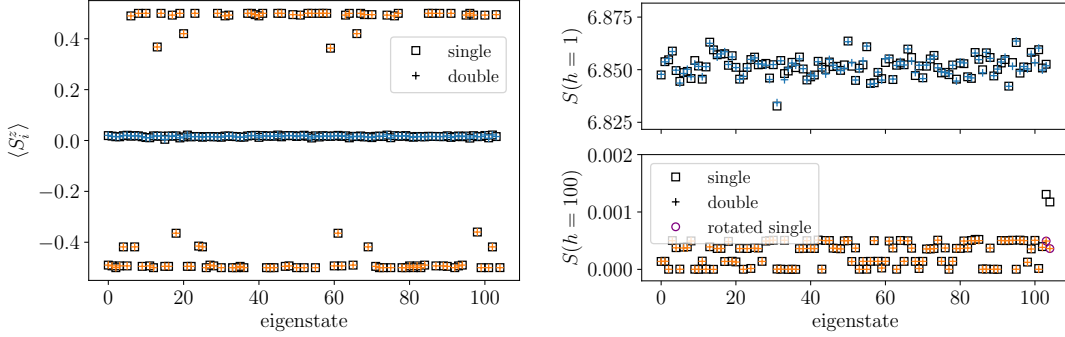 0.4
0.2
0.0
−0.2
−0.4
⟨S_i^z⟩
single
double
0 20 40 60 80 100
eigenstate
6.875
6.850
6.825
S(h = 1)
0.002
0.001
0.000
S(h = 100)
single
double
rotated single
0 20 40 60 80 100
eigenstate